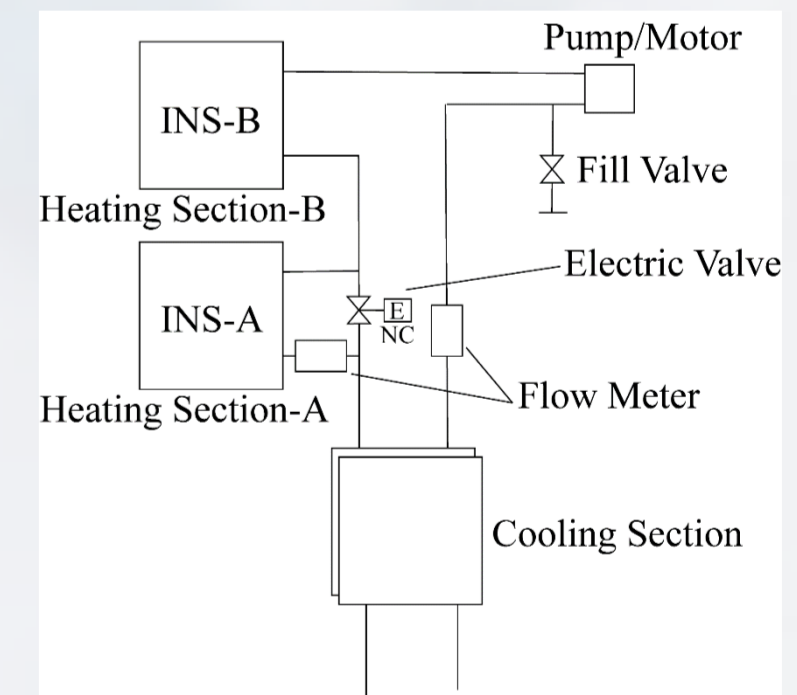 Pump/Motor
INS-B
Fill Valve
Heating Section-B
Electric Valve
INS-A
E
NC
Flow Meter
Heating Section-A
Cooling Section